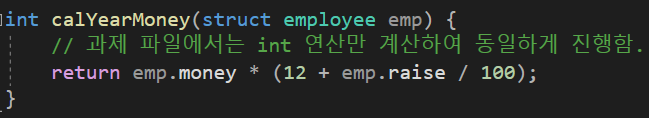 int calYearMoney(struct employee emp) {
// 과제 파일에서는 int 연산만 계산하여 동일하게 진행함.
return emp.money * (12 + emp.raise / 100);
}